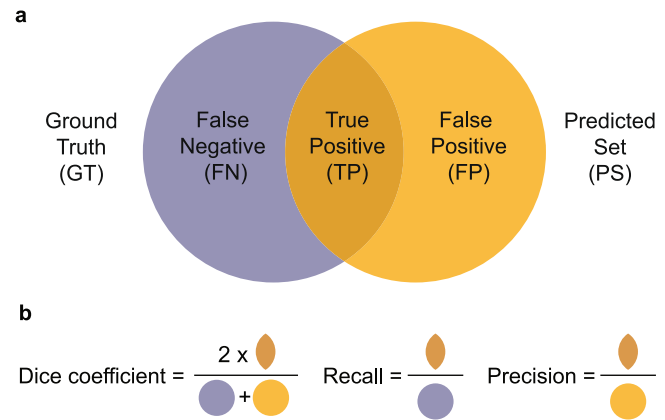 a
Ground
Truth
(GT)
False
Negative
(FN)
True
Positive
(TP)
False
Positive
(FP)
Predicted
Set
(PS)
b
Dice coefficient = 2 x
+
Recall =
Precision =